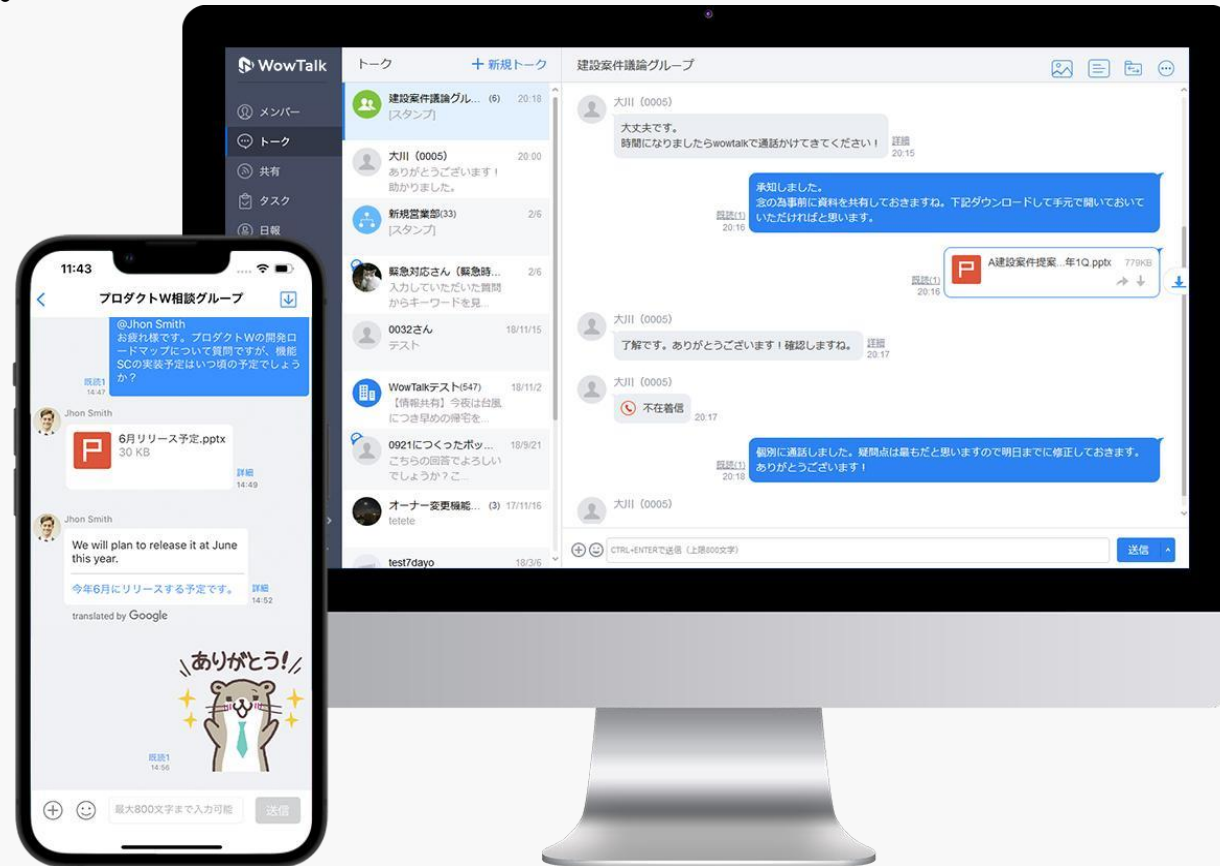 WowTalk
メンバー
トーク
共有
タスク
日報
トーク
＋新規トーク
建設案件議論グル... (6) 20:18
[スタンプ]
大川（0005） 20:00
ありがとうございます！
助かりました。
新規営業部(33) 2/6
[スタンプ]
緊急対応さん（緊急時... 2/6
入力していただいた質問
からキーワードを見...
0032さん 18/11/15
テスト
WowTalkテスト(547) 18/11/2
【情報共有】今夜は台風
につき早めの帰宅を...
0921につくったボッ... 18/9/21
こちらの回答でよろしい
でしょうか？こ...
オーナー変更機能... (3) 17/11/16
tetete
test7dayo 18/3/6
建設案件議論グループ
大川（0005）
大丈夫です。
時間になりましたらwowtalkで通話かけてきてください！
詳細
20:15
承知しました。
念の為事前に資料を共有しておきますね。下記ダウンロードして手元で開いておいて
いただければと思います。
既読(1)
20:16
A建設案件提案...年1Q.pptx 779KB
既読(1)
20:16
大川（0005）
了解です。ありがとうございます！確認しますね。
詳細
20:17
大川（0005）
不在着信
20:17
個別に通話しました。疑問点は最もだと思いますので明日までに修正しておきます。
ありがとうございます！
既読(1)
20:18
大川（0005）
CTRL+ENTERで送信（上限800文字）
送信
11:43
プロダクトW相談グループ
@Jhon Smith
お疲れ様です。プロダクトWの開発ロ
ードマップについて質問ですが、機能
SCの実装予定はいつ頃の予定でしょう
か？
既読1
14:47
Jhon Smith
6月リリース予定.pptx
30 KB
詳細
14:49
Jhon Smith
We will plan to release it at June
this year.
今年6月にリリースする予定です。
詳細
14:52
translated by Google
ありがとう！
既読1
14:56
最大800文字まで入力可能
送信